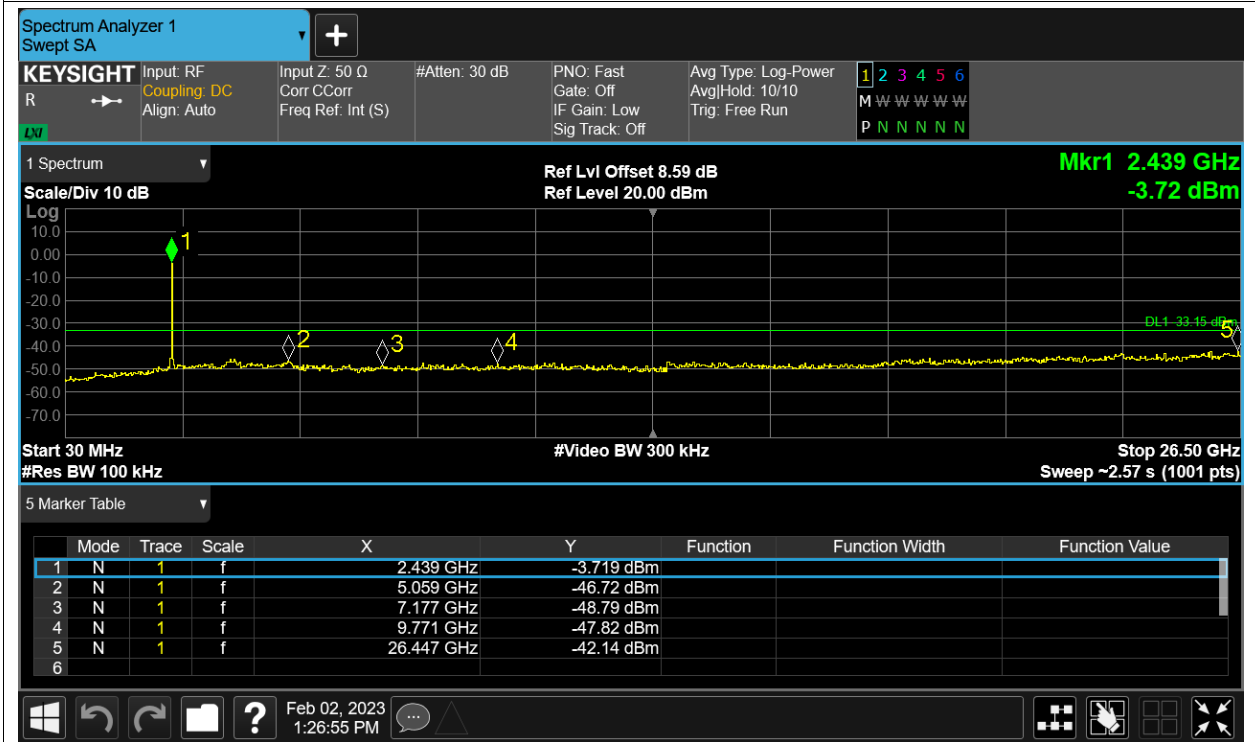 Spectrum Analyzer 1
Swept SA
KEYSIGHT
R
LXI
Input: RF
Coupling: DC
Align: Auto
Input Z: 50 Ω
Corr CCorr
Freq Ref: Int (S)
#Atten: 30 dB
PNO: Fast
Gate: Off
IF Gain: Low
Sig Track: Off
Avg Type: Log-Power
Avg|Hold: 10/10
Trig: Free Run
1 2 3 4 5 6
M W W W W W
P N N N N N
1 Spectrum
Scale/Div 10 dB
Ref Lvl Offset 8.59 dB
Ref Level 20.00 dBm
Mkr1 2.439 GHz
-3.72 dBm
Log
10.0
0.00
-10.0
-20.0
-30.0
-40.0
-50.0
-60.0
-70.0
1
2
3
4
5
DL1 -33.15 dBm
Start 30 MHz
#Res BW 100 kHz
#Video BW 300 kHz
Stop 26.50 GHz
Sweep ~2.57 s (1001 pts)
5 Marker Table
Mode Trace Scale X Y Function Function Width Function Value
1 N 1 f 2.439 GHz -3.719 dBm
2 N 1 f 5.059 GHz -46.72 dBm
3 N 1 f 7.177 GHz -48.79 dBm
4 N 1 f 9.771 GHz -47.82 dBm
5 N 1 f 26.447 GHz -42.14 dBm
6
?
Feb 02, 2023
1:26:55 PM